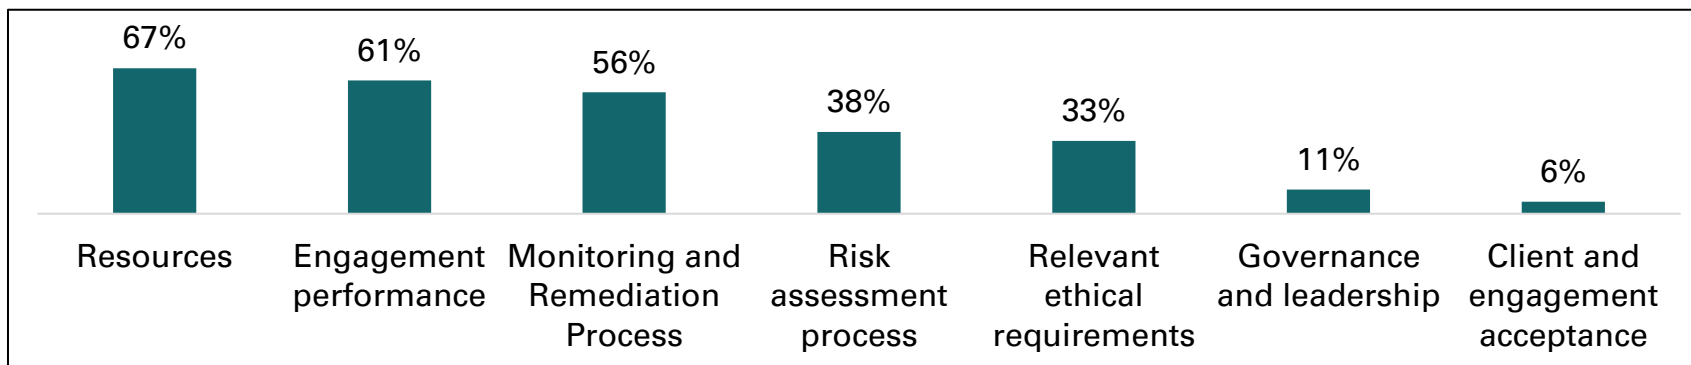 67%
61%
56%
38%
33%
11%
6%
Resources
Engagement
performance
Monitoring and
Remediation
Process
Risk
assessment
process
Relevant
ethical
requirements
Governance
and leadership
Client and
engagement
acceptance